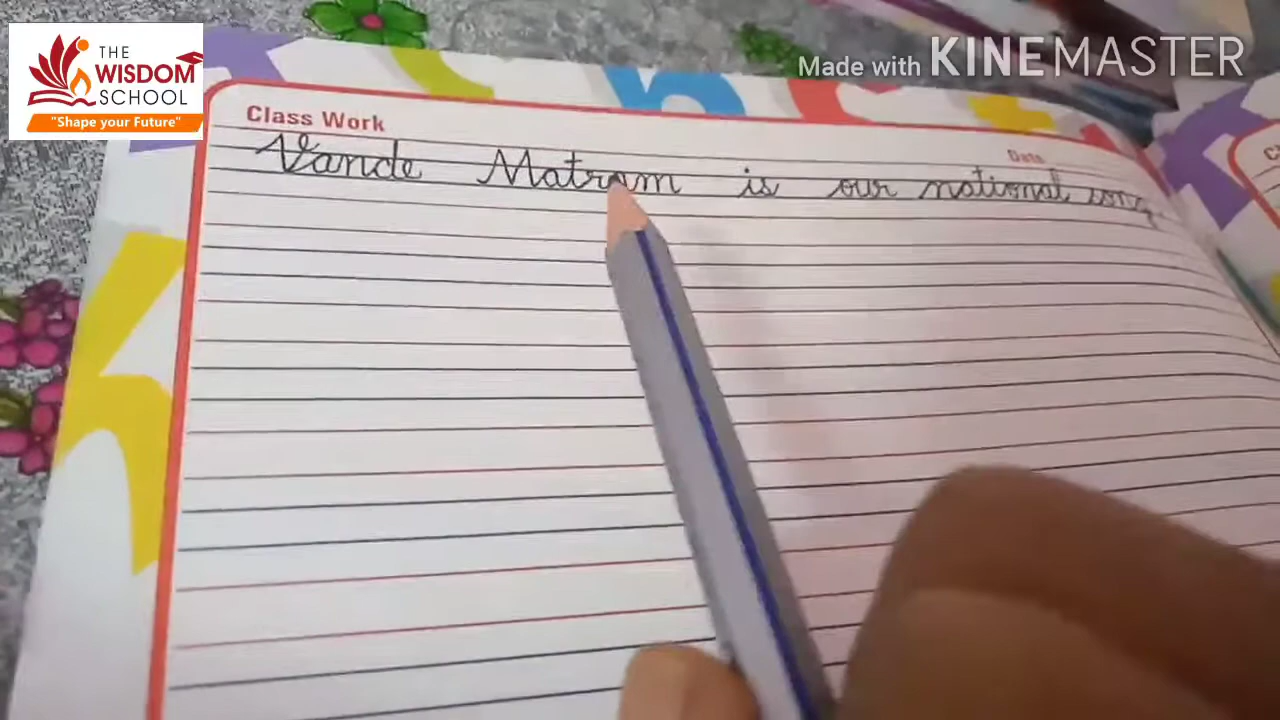 THE
WISDOM
SCHOOL
"Shape your Future"
Made with KINEMASTER
Class Work
Date
Vande Matram is our national song